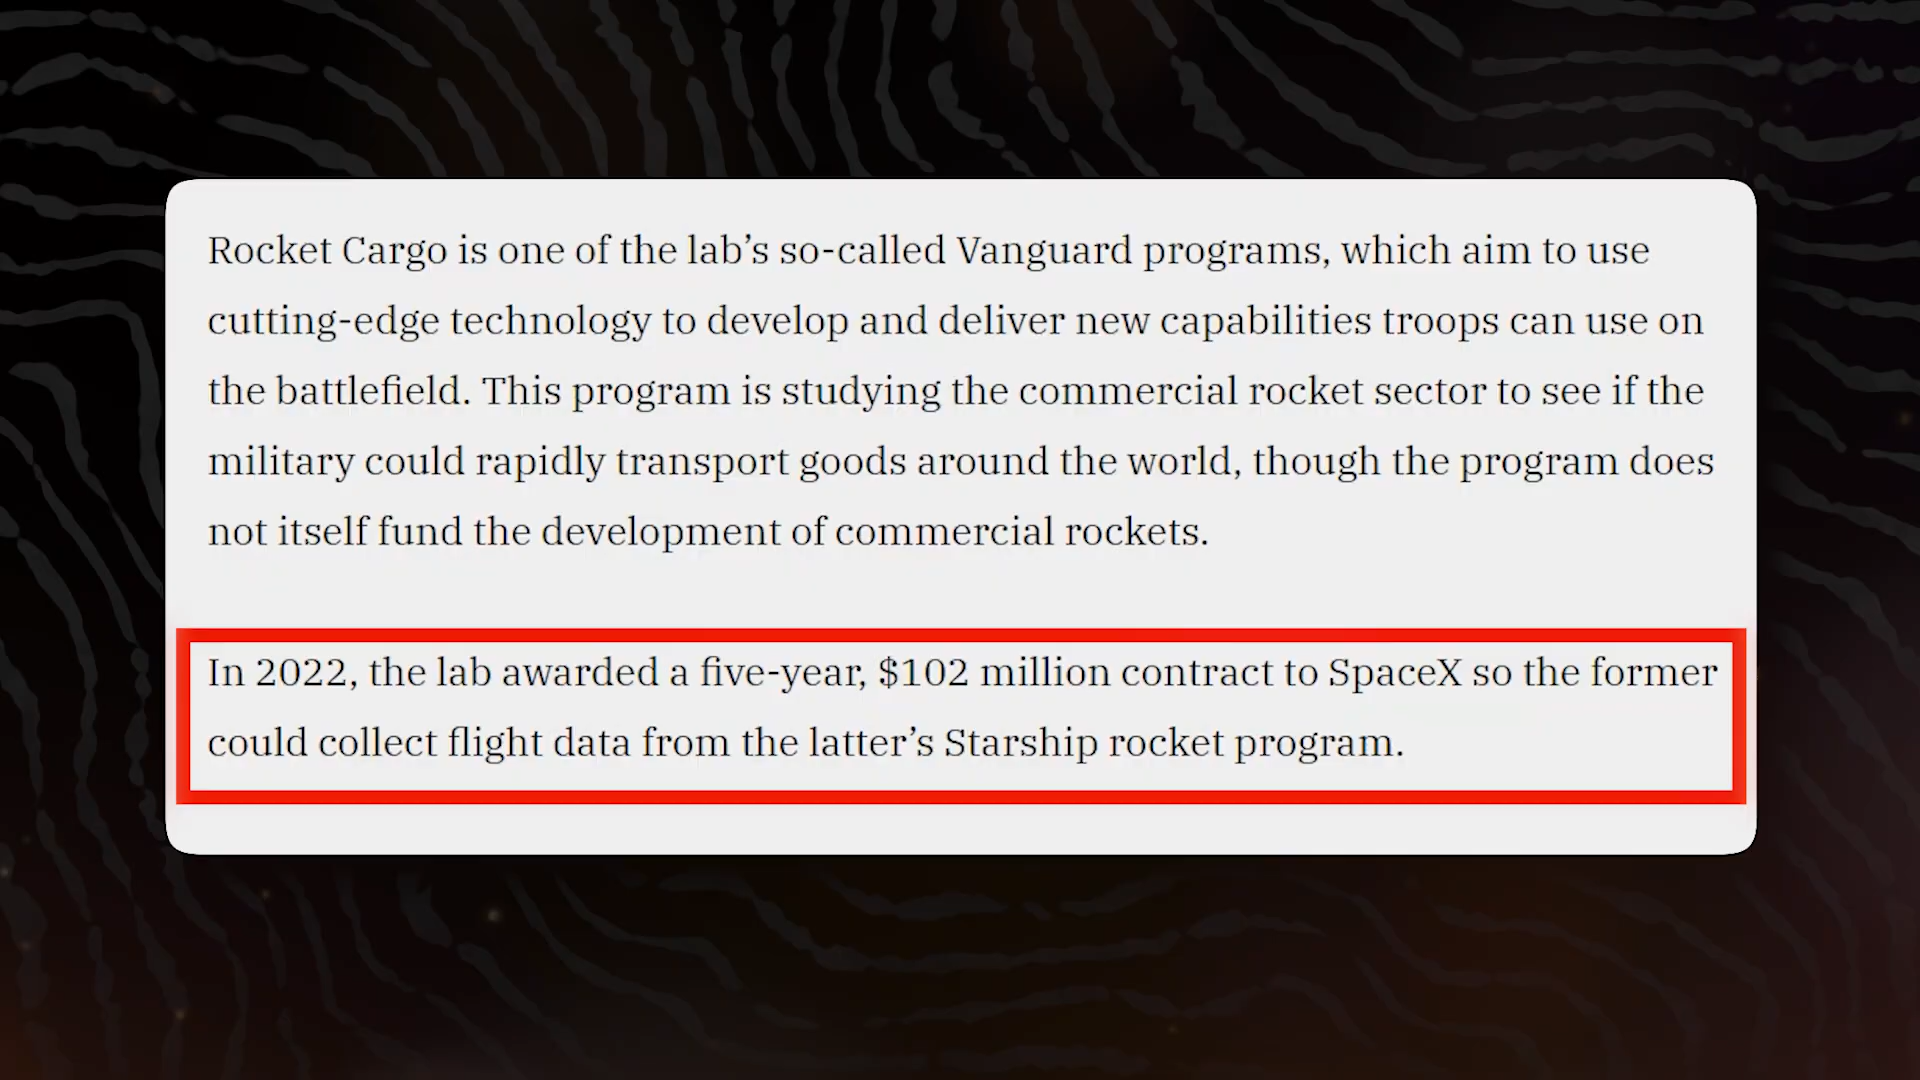 Rocket Cargo is one of the lab’s so-called Vanguard programs, which aim to use
cutting-edge technology to develop and deliver new capabilities troops can use on
the battlefield. This program is studying the commercial rocket sector to see if the
military could rapidly transport goods around the world, though the program does
not itself fund the development of commercial rockets.
In 2022, the lab awarded a five-year, $102 million contract to SpaceX so the former
could collect flight data from the latter’s Starship rocket program.